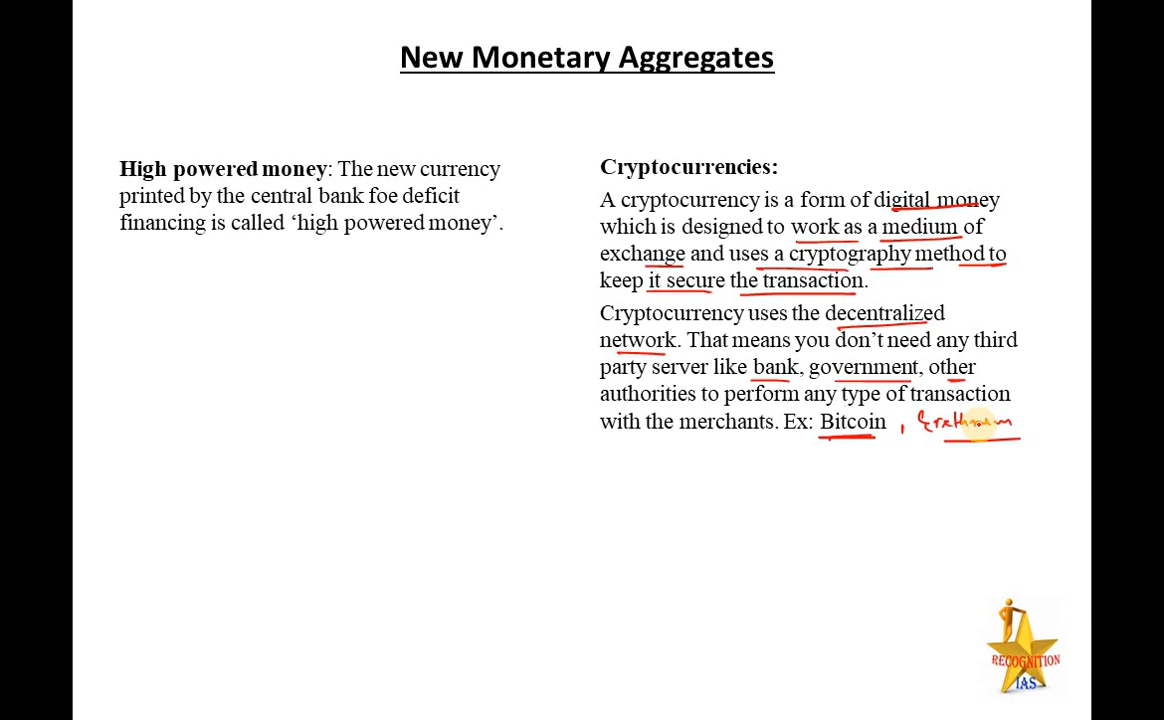 New Monetary Aggregates
High powered money: The new currency
printed by the central bank foe deficit
financing is called ‘high powered money’.
Cryptocurrencies:
A cryptocurrency is a form of digital money
which is designed to work as a medium of
exchange and uses a cryptography method to
keep it secure the transaction.
Cryptocurrency uses the decentralized
network. That means you don’t need any third
party server like bank, government, other
authorities to perform any type of transaction
with the merchants. Ex: Bitcoin ,
RECOGNITION
IAS